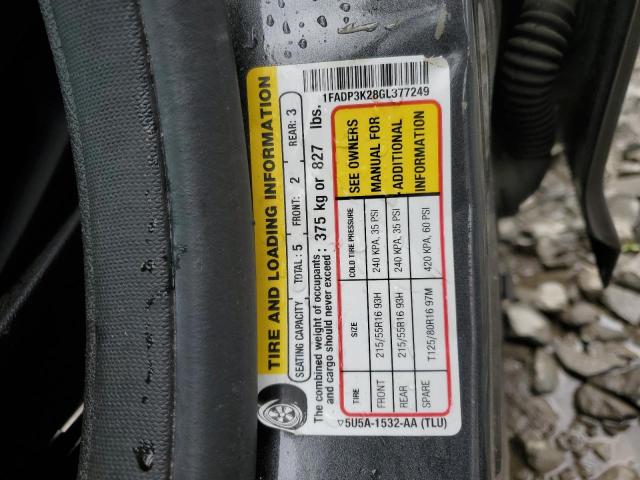 TIRE AND LOADING INFORMATION
SEATING CAPACITY TOTAL: 5 FRONT: 2 REAR: 3
The combined weight of occupants
and cargo should never exceed : 375 kg or 827 lbs.
TIRE SIZE COLD TIRE PRESSURE SEE OWNERS
FRONT 215/55R16 93H 240 KPA, 35 PSI MANUAL FOR
REAR 215/55R16 93H 240 KPA, 35 PSI ADDITIONAL
SPARE T125/80R16 97M 420 KPA, 60 PSI INFORMATION
▽5U5A-1532-AA (TLU) 1FADP3K28GL377249